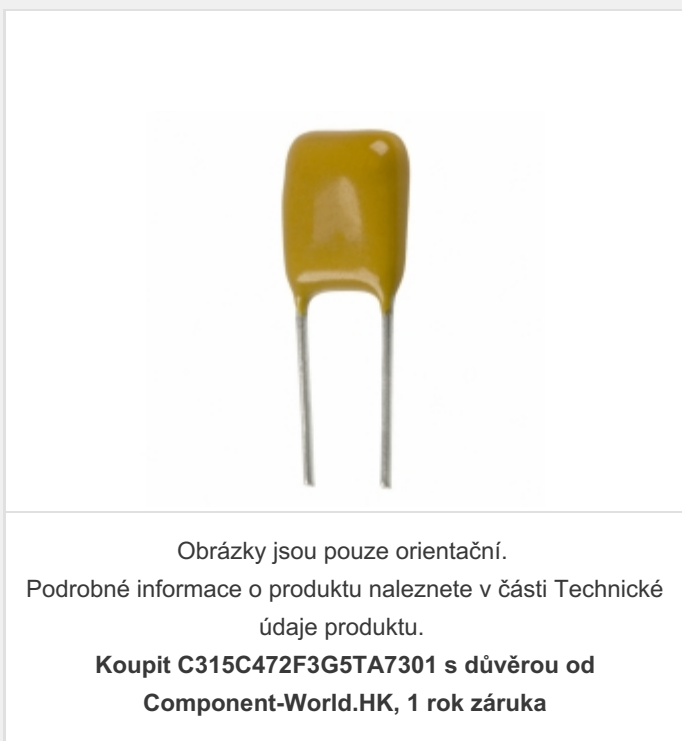 Obrázky jsou pouze orientační.
Podrobné informace o produktu naleznete v části Technické
údaje produktu.
Koupit C315C472F3G5TA7301 s důvěrou od
Component-World.HK, 1 rok záruka